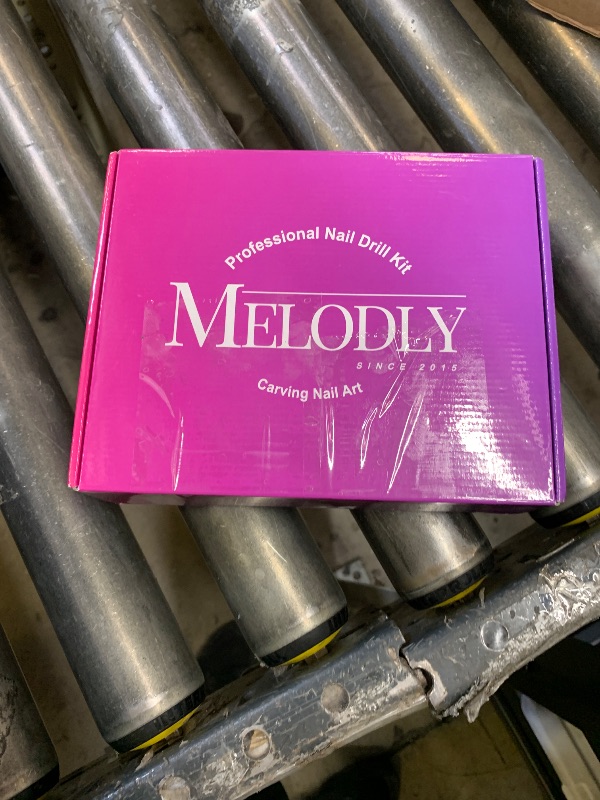 Professional Nail Drill Kit
MELODLY
SINCE 2015
Carving Nail Art